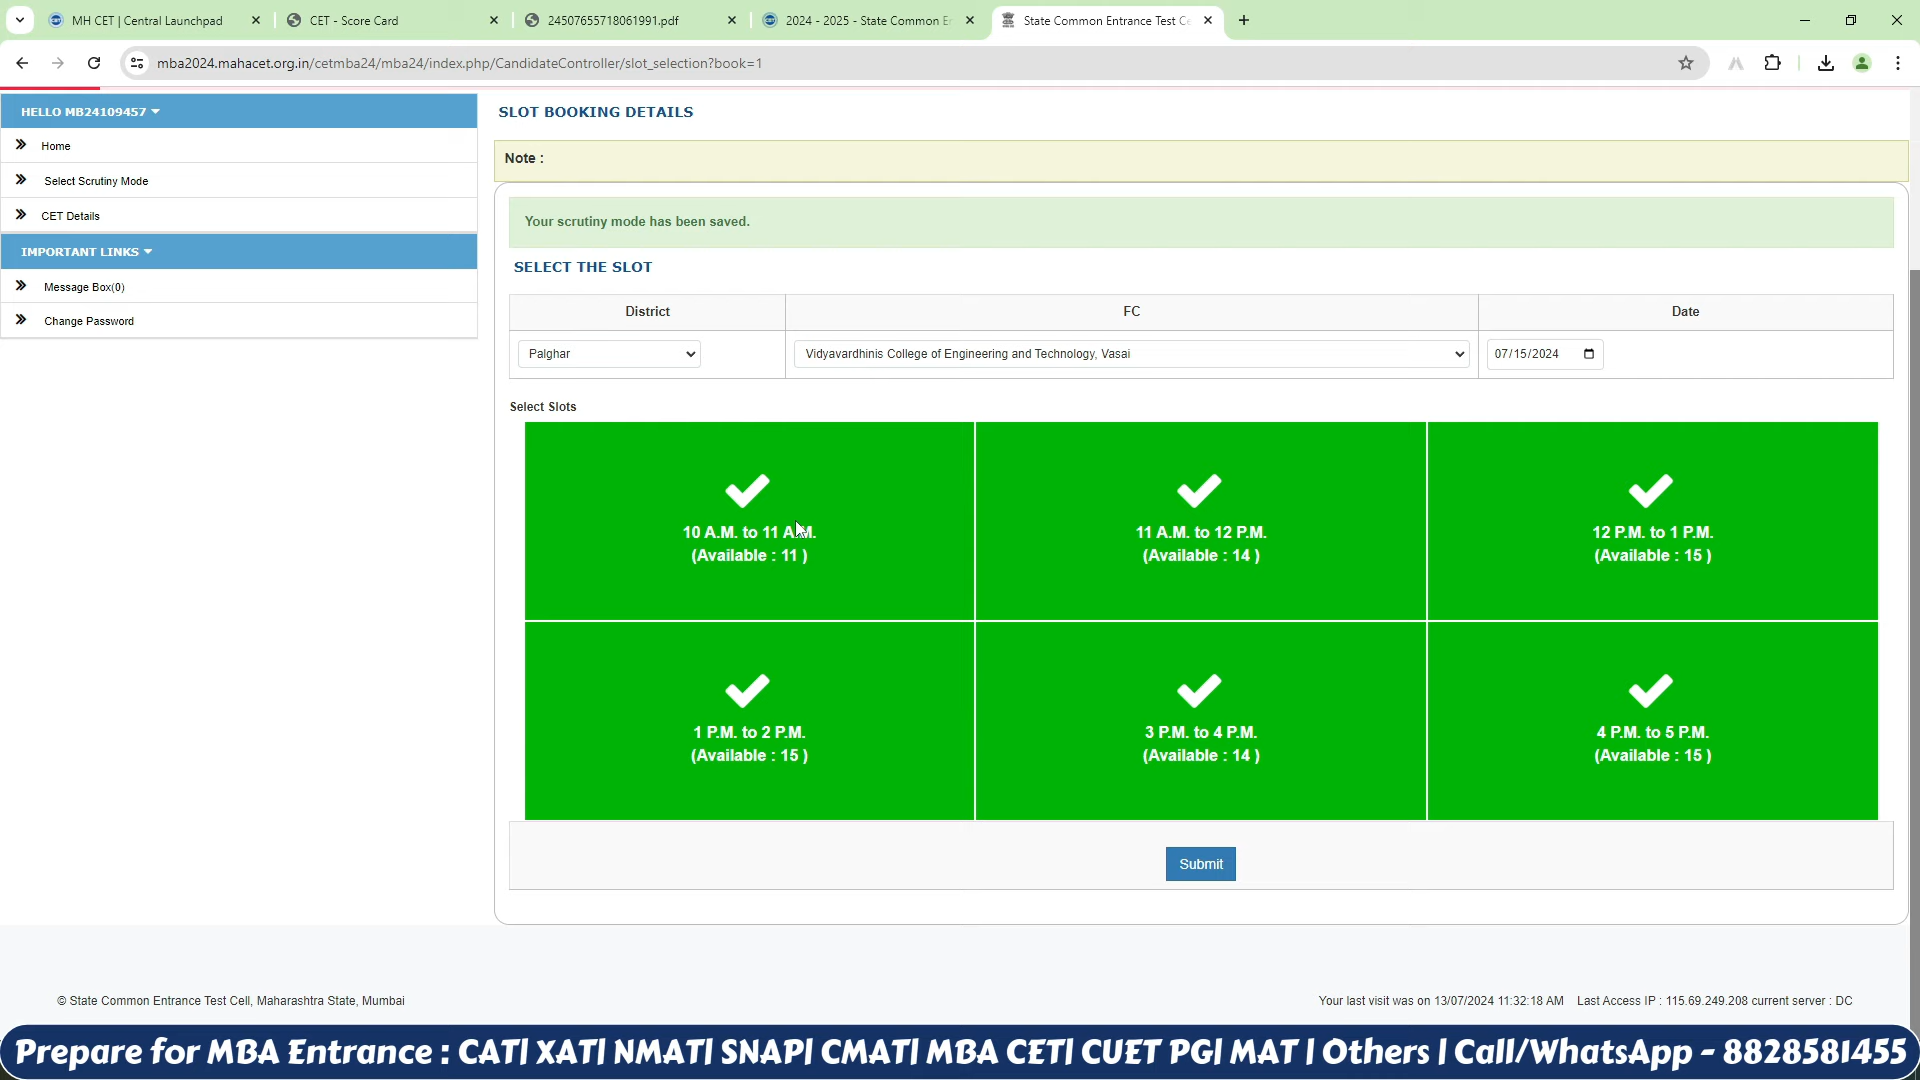 MH CET | Central Launchpad
CET - Score Card
24507655718061991.pdf
2024 - 2025 - State Common E
State Common Entrance Test Ce
mba2024.mahacet.org.in/cetmba24/mba24/index.php/CandidateController/slot_selection?book=1
HELLO MB24109457
Home
Select Scrutiny Mode
CET Details
IMPORTANT LINKS
Message Box(0)
Change Password
SLOT BOOKING DETAILS
Note :
Your scrutiny mode has been saved.
SELECT THE SLOT
District FC Date
Palghar Vidyavardhinis College of Engineering and Technology, Vasai 07/15/2024
Select Slots
10 A.M. to 11 A.M. 11 A.M. to 12 P.M. 12 P.M. to 1 P.M.
(Available : 11 ) (Available : 14 ) (Available : 15 )
1 P.M. to 2 P.M. 3 P.M. to 4 P.M. 4 P.M. to 5 P.M.
(Available : 15 ) (Available : 14 ) (Available : 15 )
Submit
© State Common Entrance Test Cell, Maharashtra State, Mumbai
Your last visit was on 13/07/2024 11:32:18 AM Last Access IP : 115.69.249.208 current server : DC
Prepare for MBA Entrance : CAT| XAT| NMAT| SNAP| CMAT| MBA CET| CUET PG| MAT | Others | Call/WhatsApp - 8828581455